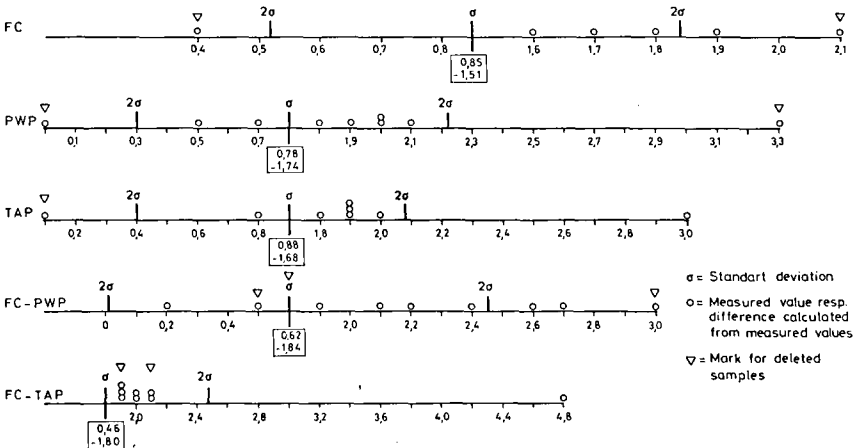 FC
2σ σ 2σ
0,4 0,5 0,6 0,7 0,8 1,6 1,7 1,8 1,9 2,0 2,1
0,85
-1,51
PWP
2σ σ 2σ
0,1 0,3 0,5 0,7 1,9 2,1 2,3 2,5 2,7 2,9 3,1 3,3
0,78
-1,74
TAP
2σ σ 2σ
0,2 0,4 0,6 0,8 1,8 2,0 2,2 2,4 2,6 2,8 3,0
0,88
-1,68
FC-PWP
2σ σ 2σ
0 0,2 0,4 2,0 2,2 2,4 2,6 2,8 3,0
0,62
-1,84
FC-TAP
σ 2σ
2,0 2,4 2,8 3,2 3,6 4,0 4,4 4,8
0,46
-1,80
σ = Standart deviation
o = Measured value resp.
difference calculated
from measured values
▽ = Mark for deleted
samples